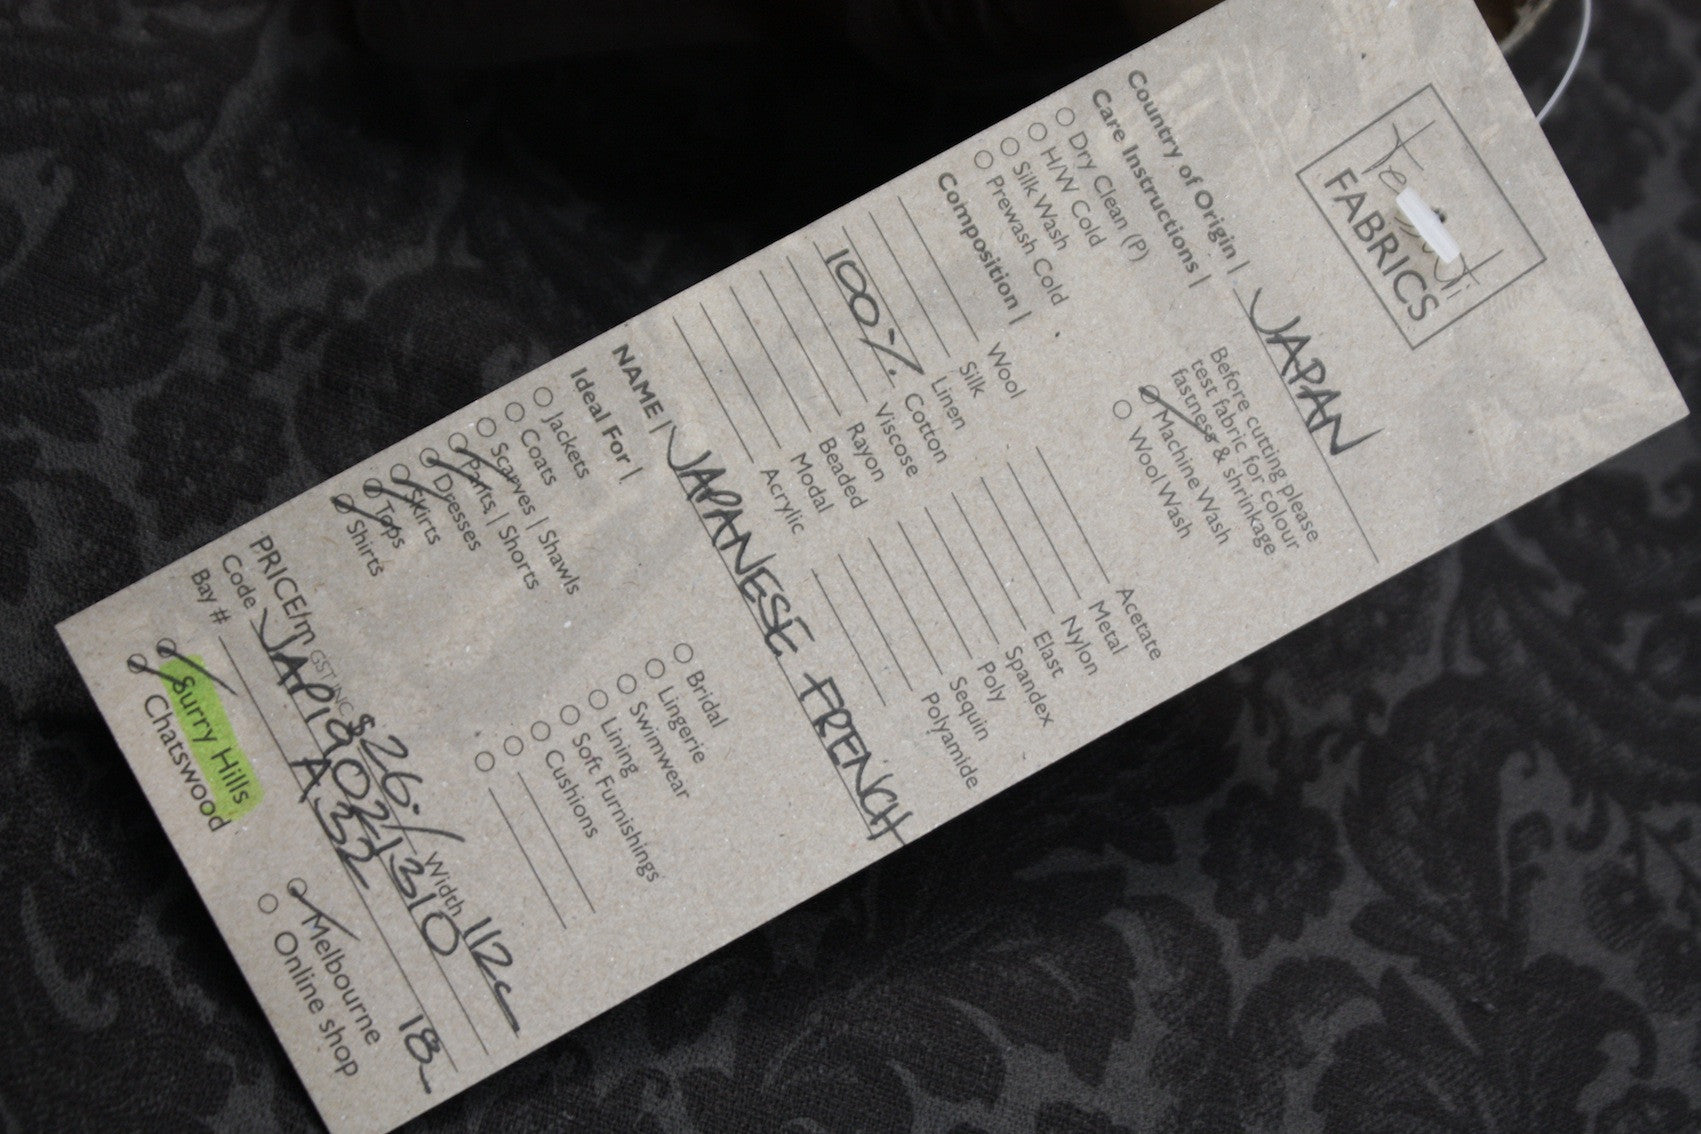 FABRICS
Country of Origin | JAPAN
Care Instructions |
Before cutting please
test fabric for colour
fastness & shrinkage
Dry Clean (P)
H/W Cold
Silk Wash
Prewash Cold
Machine Wash
Wool Wash
Composition |
Wool
Silk
Linen
100% Cotton
Viscose
Rayon
Beaded
Modal
Acrylic
Acetate
Metal
Nylon
Elast
Spandex
Poly
Sequin
Polyamide
NAME | JAPANESE FRENCH
Ideal For |
Jackets
Coats
Scarves | Shawls
Pants | Shorts
Dresses
Skirts
Tops
Shirts
Bridal
Lingerie
Swimwear
Lining
Soft Furnishings
Cushions
PRICE/m GST INC $26.- Width 112c
Code JAP19021310
Bay # A-32 18-
Surry Hills
Chatswood
Melbourne
Online shop